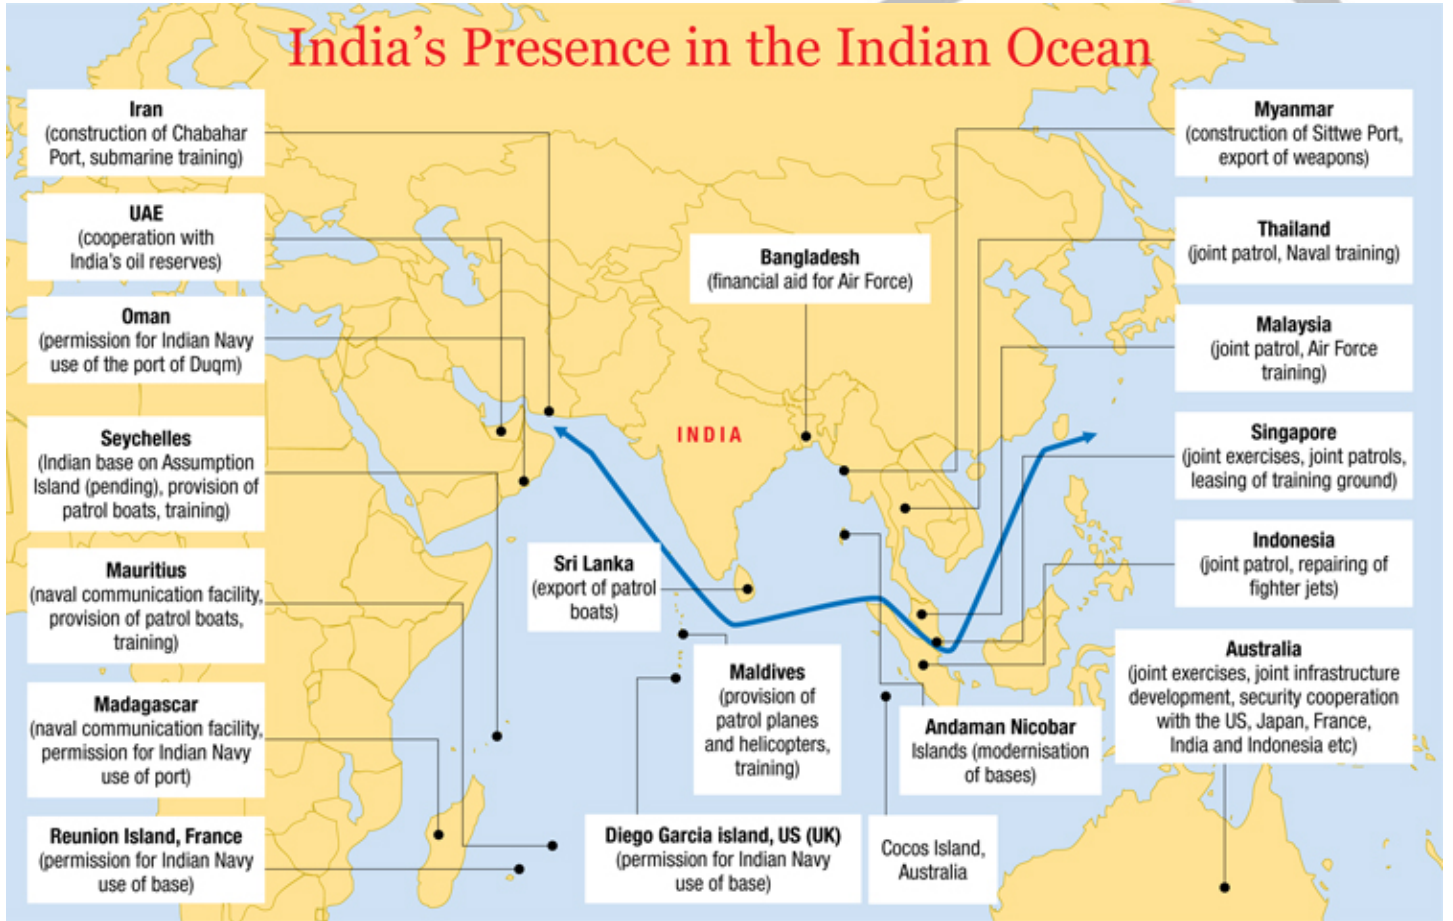 India's Presence in the Indian Ocean
Iran
(construction of Chabahar
Port, submarine training)
UAE
(cooperation with
India's oil reserves)
Oman
(permission for Indian Navy
use of the port of Duqm)
Seychelles
(Indian base on Assumption
Island (pending), provision of
patrol boats, training)
Mauritius
(naval communication facility,
provision of patrol boats,
training)
Madagascar
(naval communication facility,
permission for Indian Navy
use of port)
Reunion Island, France
(permission for Indian Navy
use of base)
Bangladesh
(financial aid for Air Force)
INDIA
Sri Lanka
(export of patrol
boats)
Maldives
(provision of
patrol planes
and helicopters,
training)
Diego Garcia island, US (UK)
(permission for Indian Navy
use of base)
Cocos Island,
Australia
Andaman Nicobar
Islands (modernisation
of bases)
Myanmar
(construction of Sittwe Port,
export of weapons)
Thailand
(joint patrol, Naval training)
Malaysia
(joint patrol, Air Force
training)
Singapore
(joint exercises, joint patrols,
leasing of training ground)
Indonesia
(joint patrol, repairing of
fighter jets)
Australia
(joint exercises, joint infrastructure
development, security cooperation
with the US, Japan, France,
India and Indonesia etc)